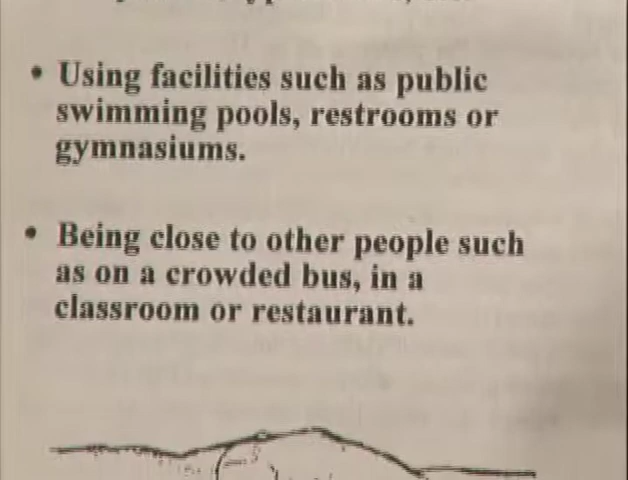 • Using facilities such as public
swimming pools, restrooms or
gymnasiums.
• Being close to other people such
as on a crowded bus, in a
classroom or restaurant.